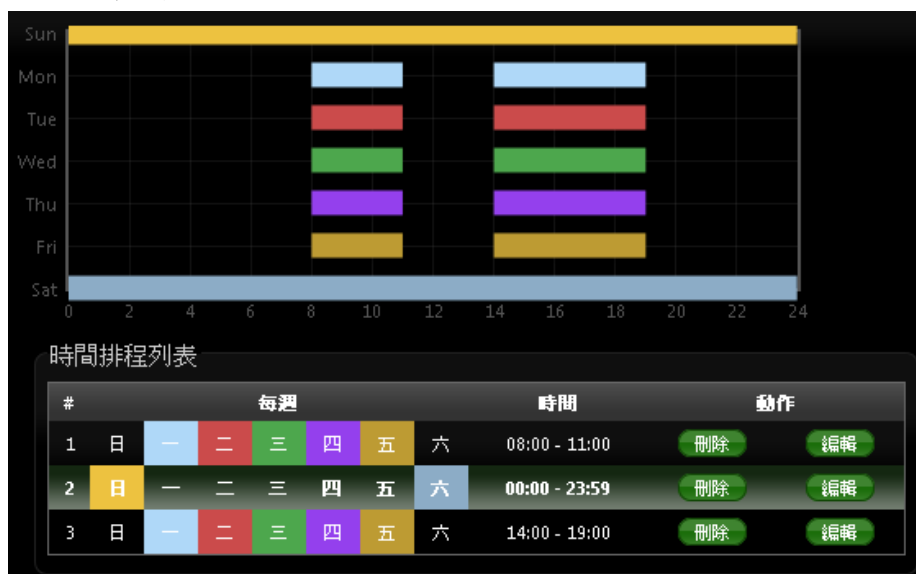 Sun
Mon
Tue
Wed
Thu
Fri
Sat
0 2 4 6 8 10 12 14 16 18 20 22 24
時間排程列表
# 每週 時間 動作
1 日 一 二 三 四 五 六 08:00 - 11:00 刪除 編輯
2 日 一 二 三 四 五 六 00:00 - 23:59 刪除 編輯
3 日 一 二 三 四 五 六 14:00 - 19:00 刪除 編輯